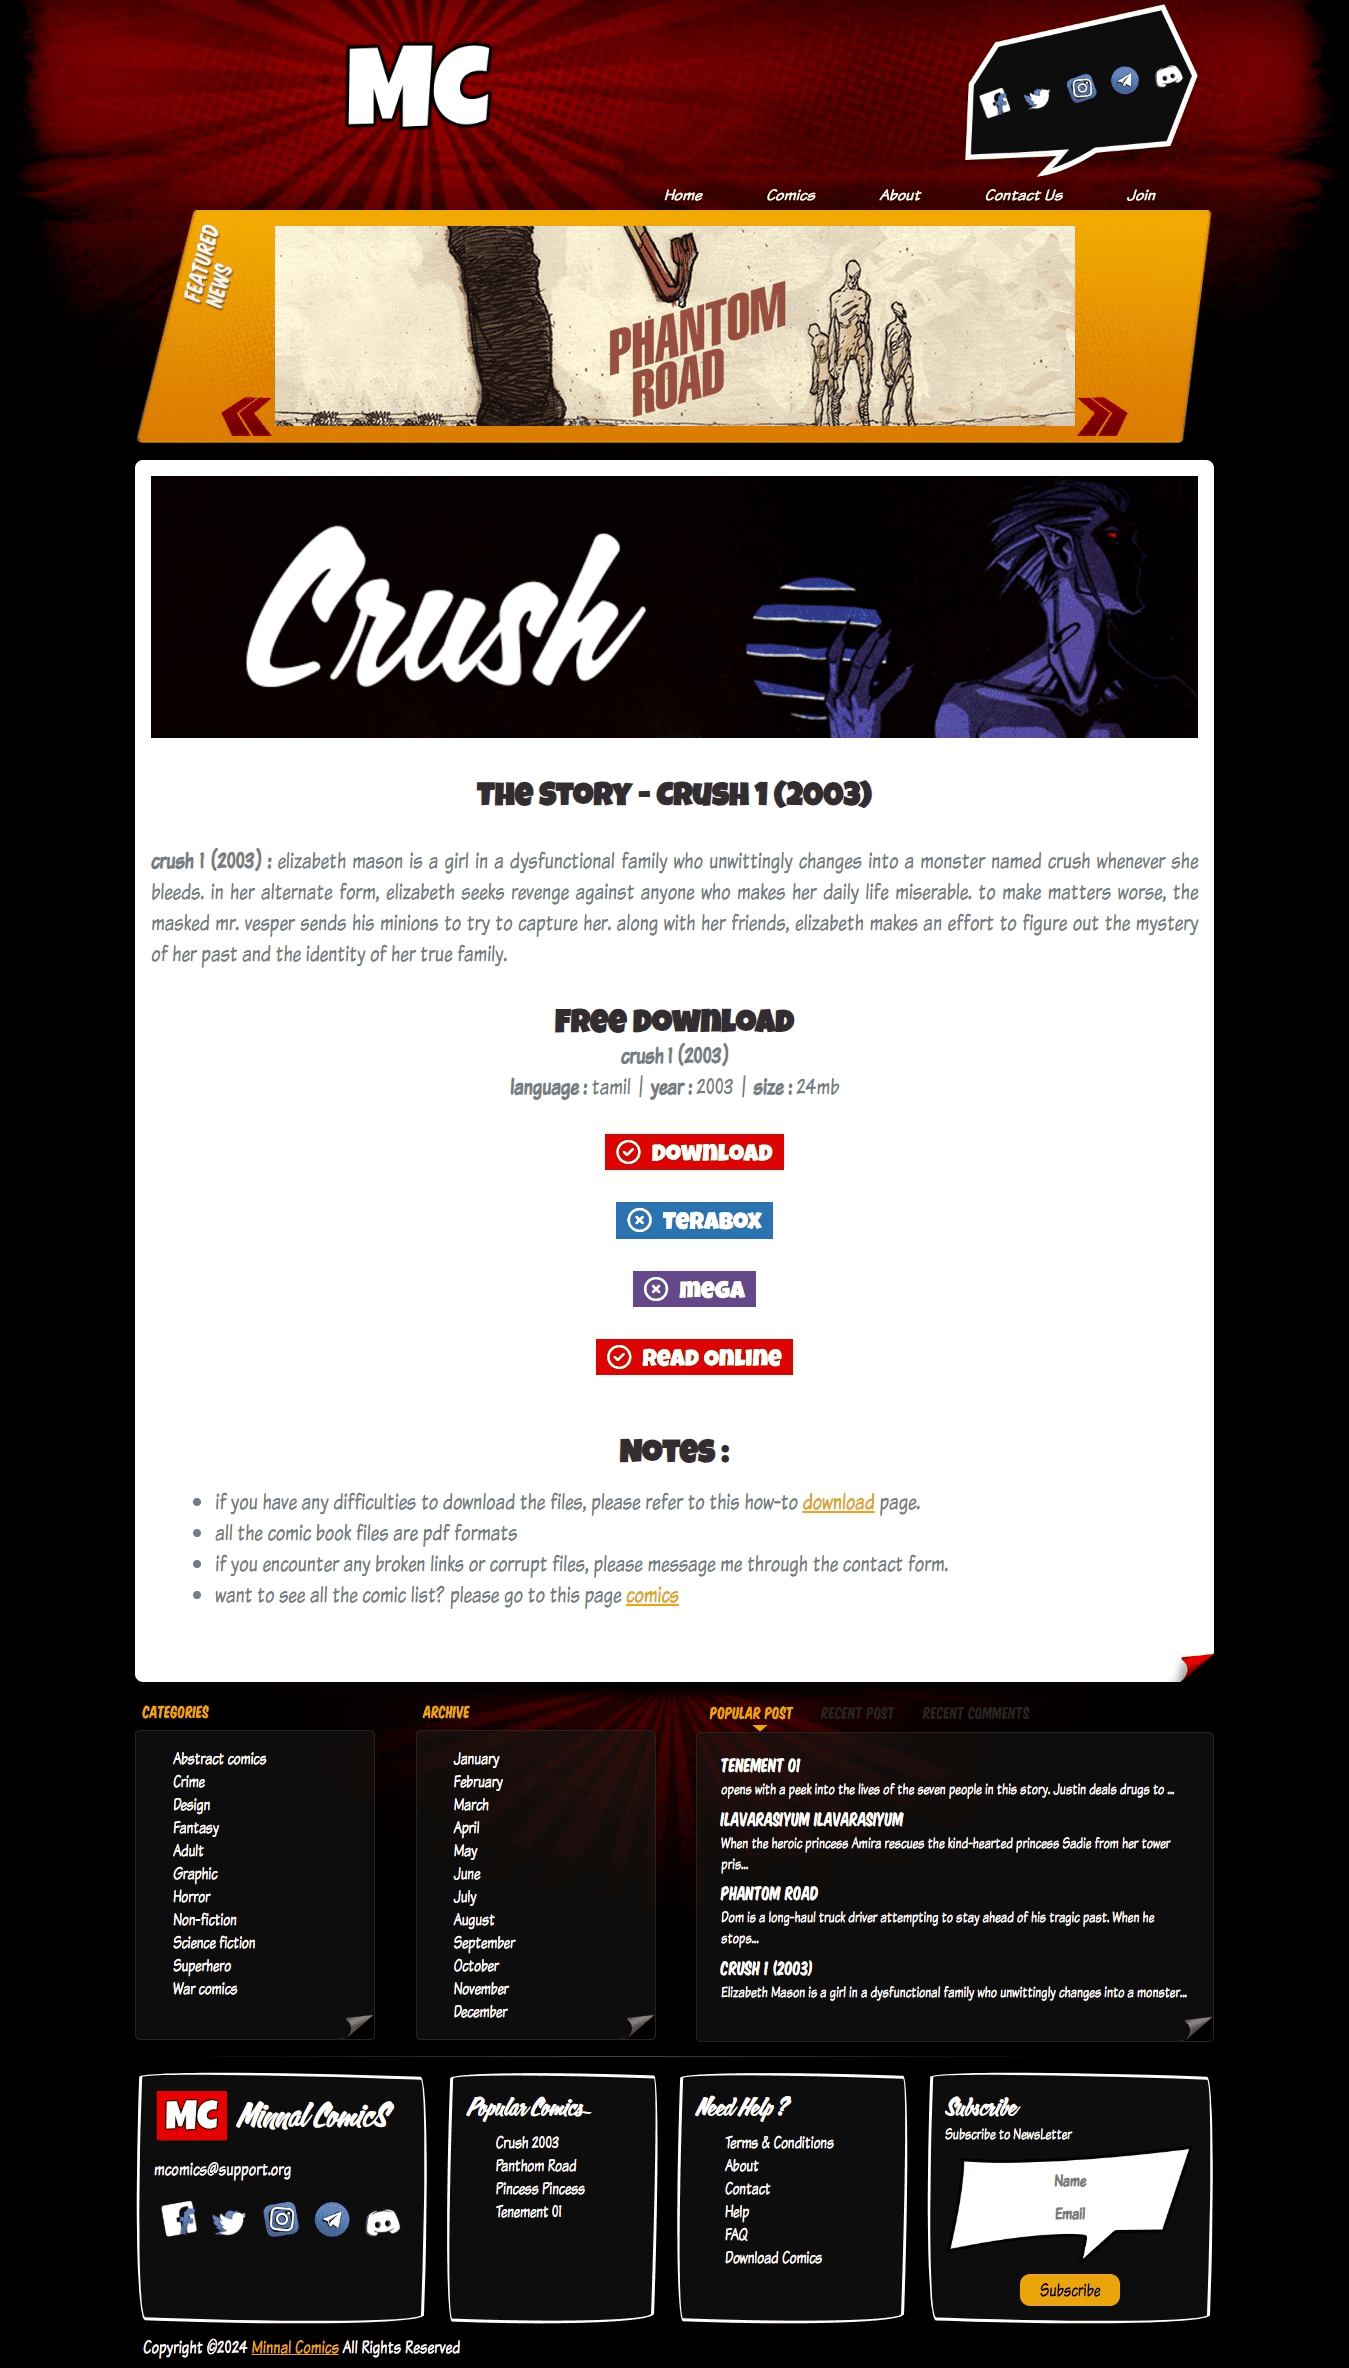 MC
Home Comics About Contact Us Join
FEATURED
NEWS
PHANTOM
ROAD
Crush
The Story - Crush 1 (2003)
crush 1 (2003) : elizabeth mason is a girl in a dysfunctional family who unwittingly changes into a monster named crush whenever she
bleeds. in her alternate form, elizabeth seeks revenge against anyone who makes her daily life miserable. to make matters worse, the
masked mr. vesper sends his minions to try to capture her. along with her friends, elizabeth makes an effort to figure out the mystery
of her past and the identity of her true family.
Free Download
crush 1 (2003)
language : tamil | year : 2003 | size : 24mb
Download
Terabox
Mega
Read Online
Notes :
if you have any difficulties to download the files, please refer to this how-to download page.
all the comic book files are pdf formats
if you encounter any broken links or corrupt files, please message me through the contact form.
want to see all the comic list? please go to this page comics
CATEGORIES
Abstract comics
Crime
Design
Fantasy
Adult
Graphic
Horror
Non-fiction
Science fiction
Superhero
War comics
ARCHIVE
January
February
March
April
May
June
July
August
September
October
November
December
POPULAR POST RECENT POST RECENT COMMENTS
TENEMENT 01
opens with a peek into the lives of the seven people in this story. Justin deals drugs to ...
ILAVARASIYUM ILAVARASIYUM
When the heroic princess Amira rescues the kind-hearted princess Sadie from her tower
pris...
PHANTOM ROAD
Dom is a long-haul truck driver attempting to stay ahead of his tragic past. When he
stops...
CRUSH 1 (2003)
Elizabeth Mason is a girl in a dysfunctional family who unwittingly changes into a monster...
MC Minnal ComicS
mcomics@support.org
Popular Comics
Crush 2003
Panthom Road
Pincess Pincess
Tenement 01
Need Help ?
Terms & Conditions
About
Contact
Help
FAQ
Download Comics
Subscribe
Subscribe to NewsLetter
Name
Email
Subscribe
Copyright ©2024 Minnal Comics All Rights Reserved